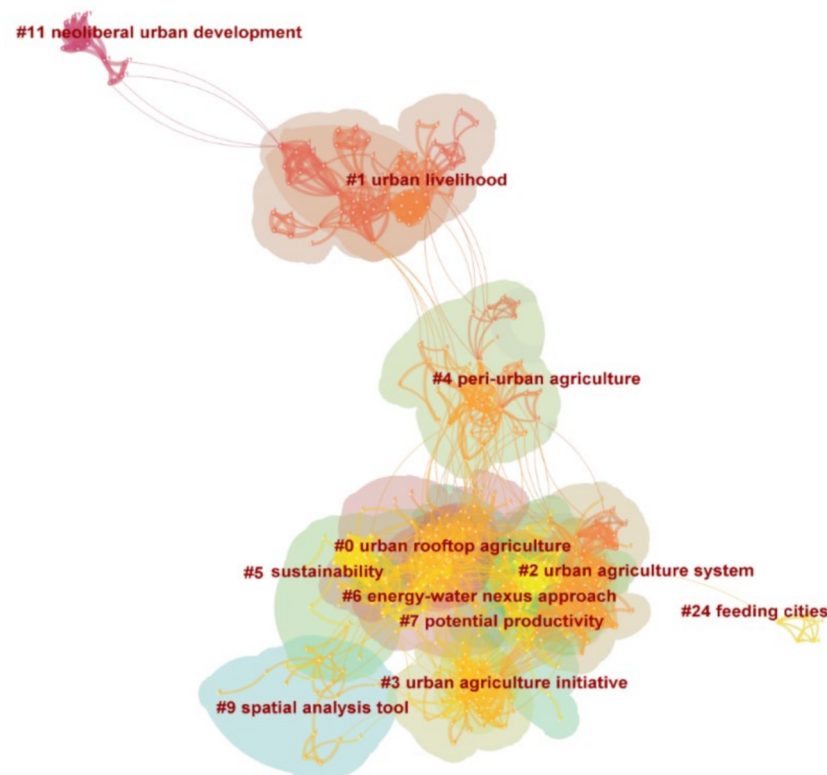 #11 neoliberal urban development
#1 urban livelihood
#4 peri-urban agriculture
#0 urban rooftop agriculture
#5 sustainability
#2 urban agriculture system
#6 energy-water nexus approach
#24 feeding cities
#7 potential productivity
#3 urban agriculture initiative
#9 spatial analysis tool